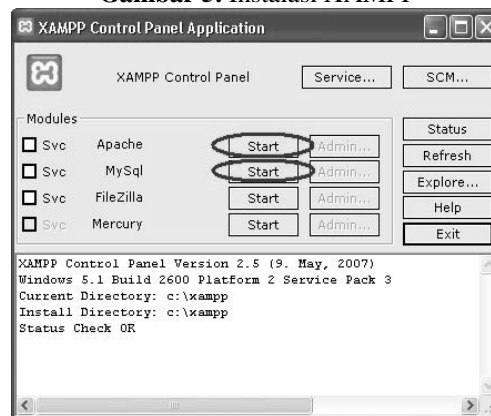 Gambar 5. Instalasi XAMPP
XAMPP Control Panel Application
XAMPP Control Panel
Service...
SCM...
Modules
Svc Apache Start Admin...
Svc MySql Start Admin...
Svc FileZilla Start Admin...
Svc Mercury Start Admin...
Status
Refresh
Explore...
Help
Exit
XAMPP Control Panel Version 2.5 (9. May, 2007)
Windows 5.1 Build 2600 Platform 2 Service Pack 3
Current Directory: c:\xampp
Install Directory: c:\xampp
Status Check OK